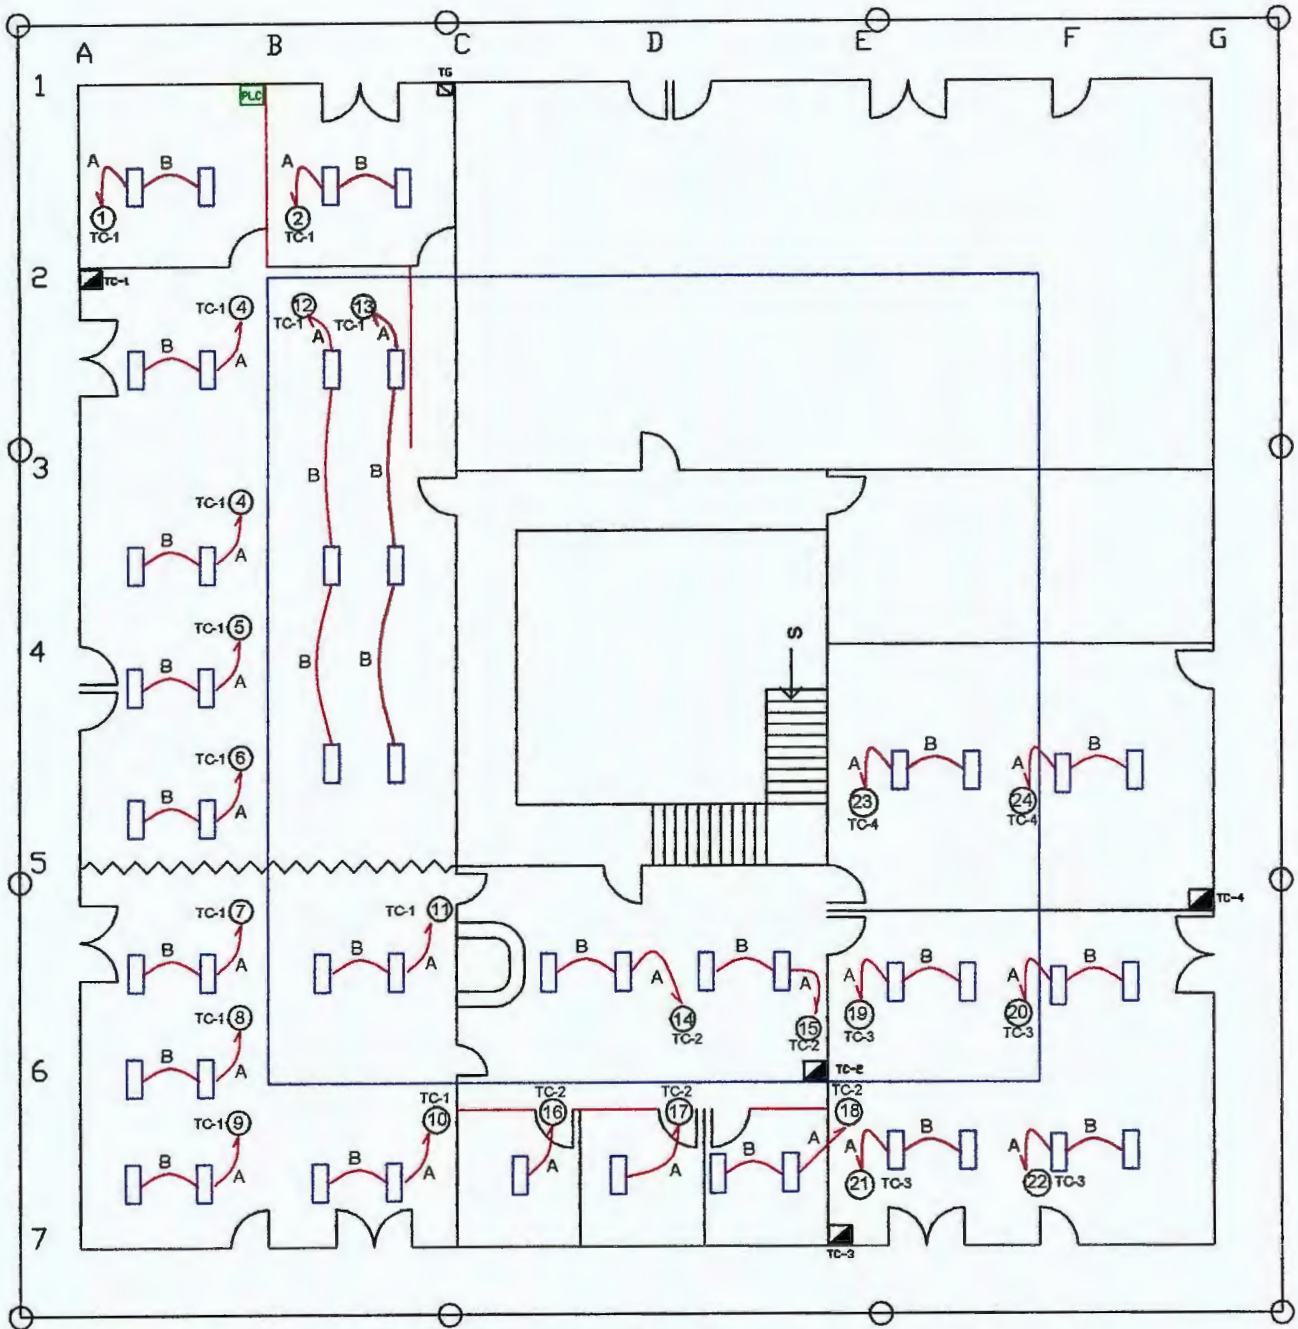 A B C D E F G
1
TG
PLC
A B A B
1 2
TC-1 TC-1
2
TC-1
TC-1 4 12 13
TC-1 TC-1
B A A A
3
B B
TC-1 4
B A
TC-1 5
S
4
B B
B A
TC-1 6
A B A B
B A
23 24
TC-4 TC-4
5
TC-4
TC-1 7 TC-1 11
B A B A B A B A A B A B
TC-1 8
14 15 19 20
TC-2 TC-2 TC-3 TC-3
6
TC-2
B A
TC-1 TC-2 TC-2 TC-2
TC-1 9 10 16 17 18
B A B A A A B A A B A B
21 TC-3 22 TC-3
7
TC-3